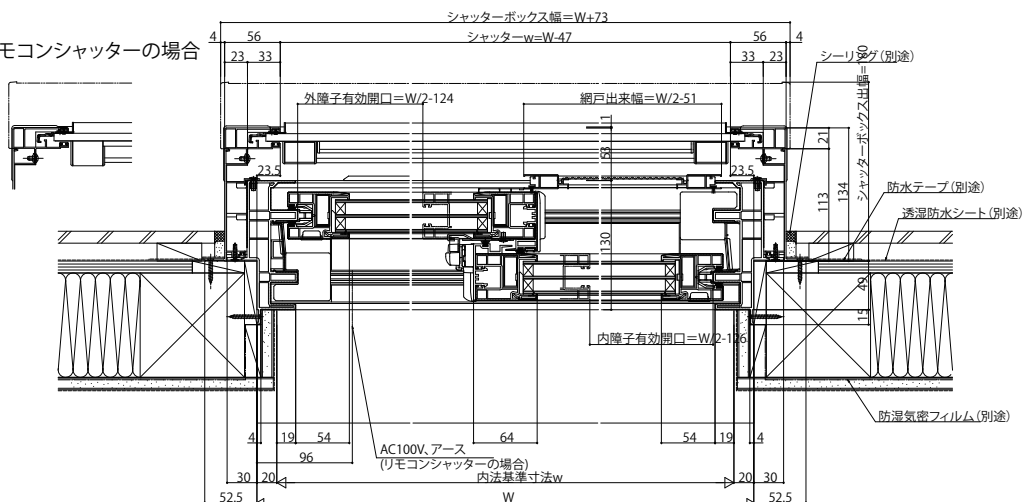 シャッターボックス幅=W+73
4 56 シャッターw=W-47 56 4
モコンシャッターの場合
23 33 33 23
シーリング(別途)
シャッターボックス出幅=180
外障子有効開口=W/2-124
網戸出来幅=W/2-51
1
21
63
23.5 23.5
113
134
防水テープ(別途)
透湿防水シート(別途)
130
49
15
内障子有効開口=W/2-126
防湿気密フィルム(別途)
4 19 54 64 54 19 4
AC100V、アース
96
(リモコンシャッターの場合)
30 20 内法基準寸法w 20 30
52.5 W 52.5